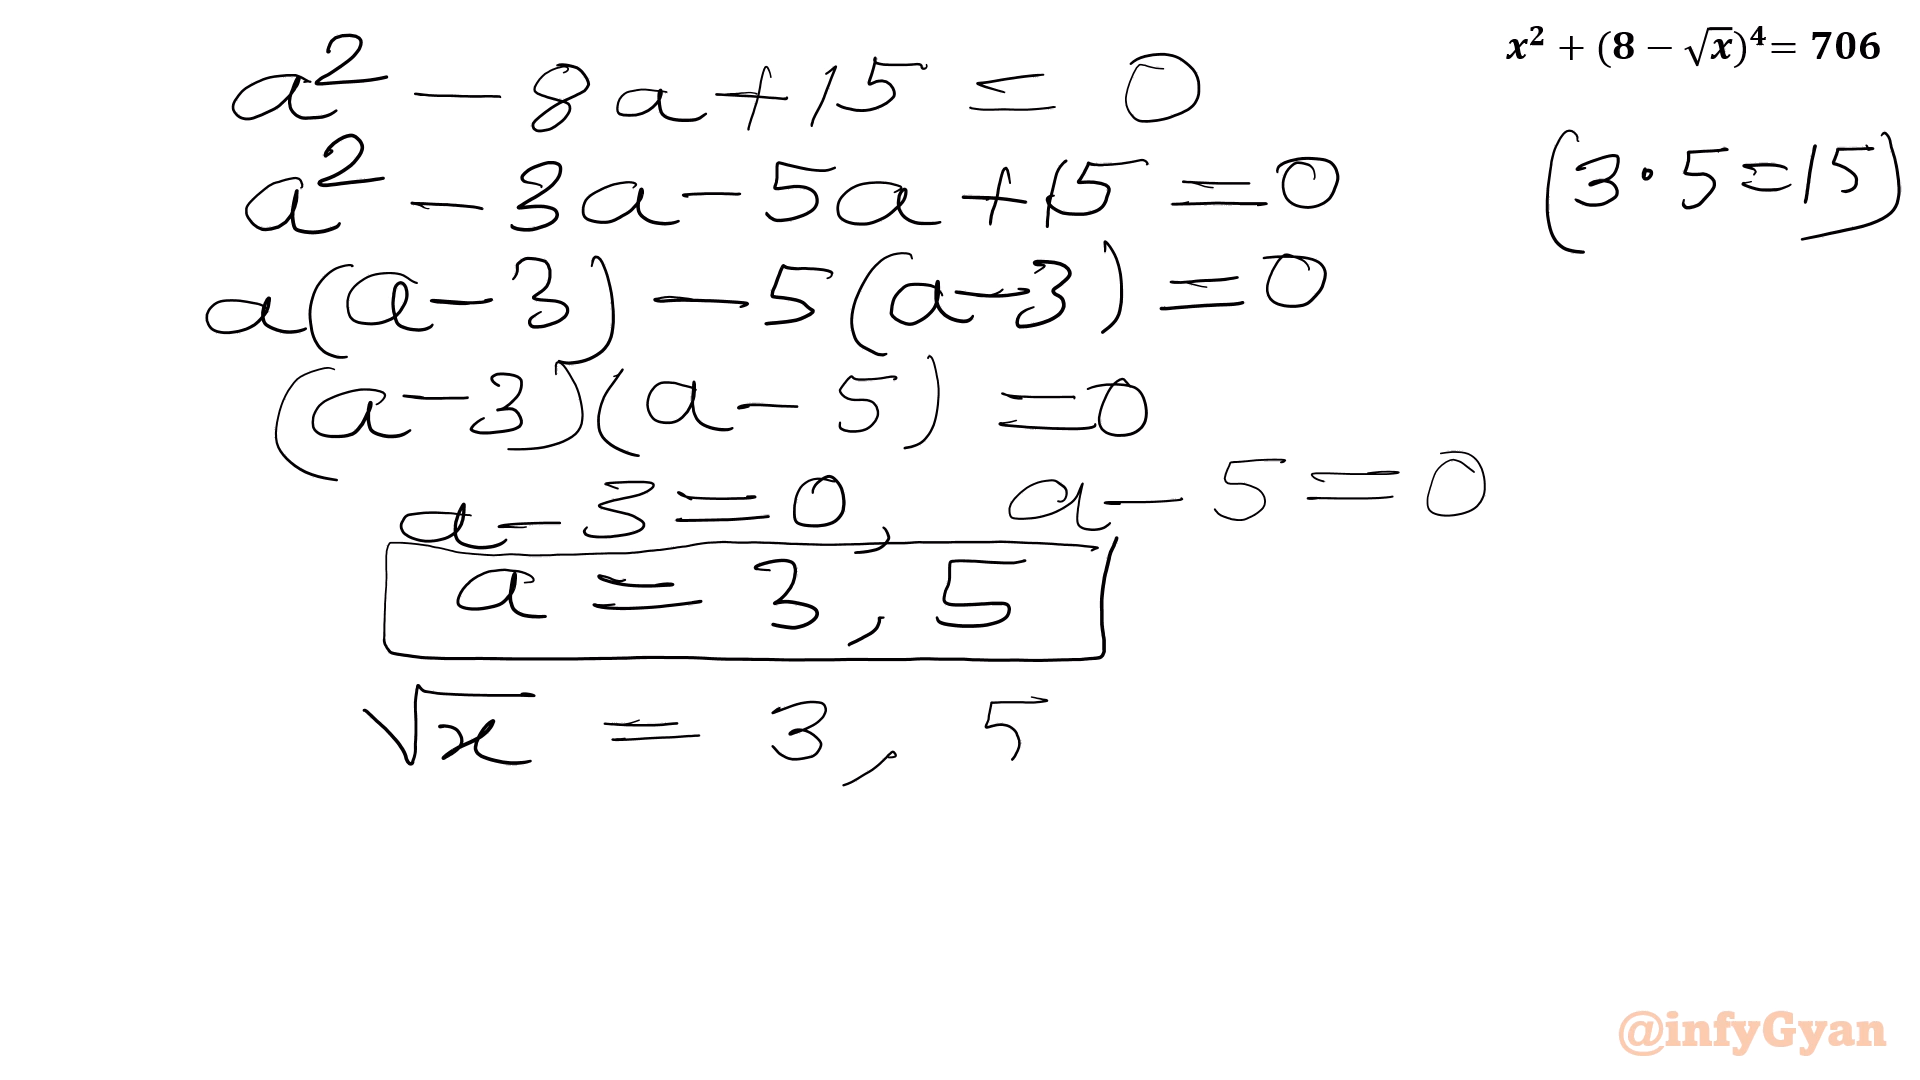 x² + (8 − √x)⁴= 706
a² − 8a + 15 = 0
a² − 3a − 5a + 15 = 0
(3 · 5 = 15)
a(a − 3) − 5(a − 3) = 0
(a − 3)(a − 5) = 0
a − 3 = 0, a − 5 = 0
a = 3, 5
√x = 3, 5
@infyGyan